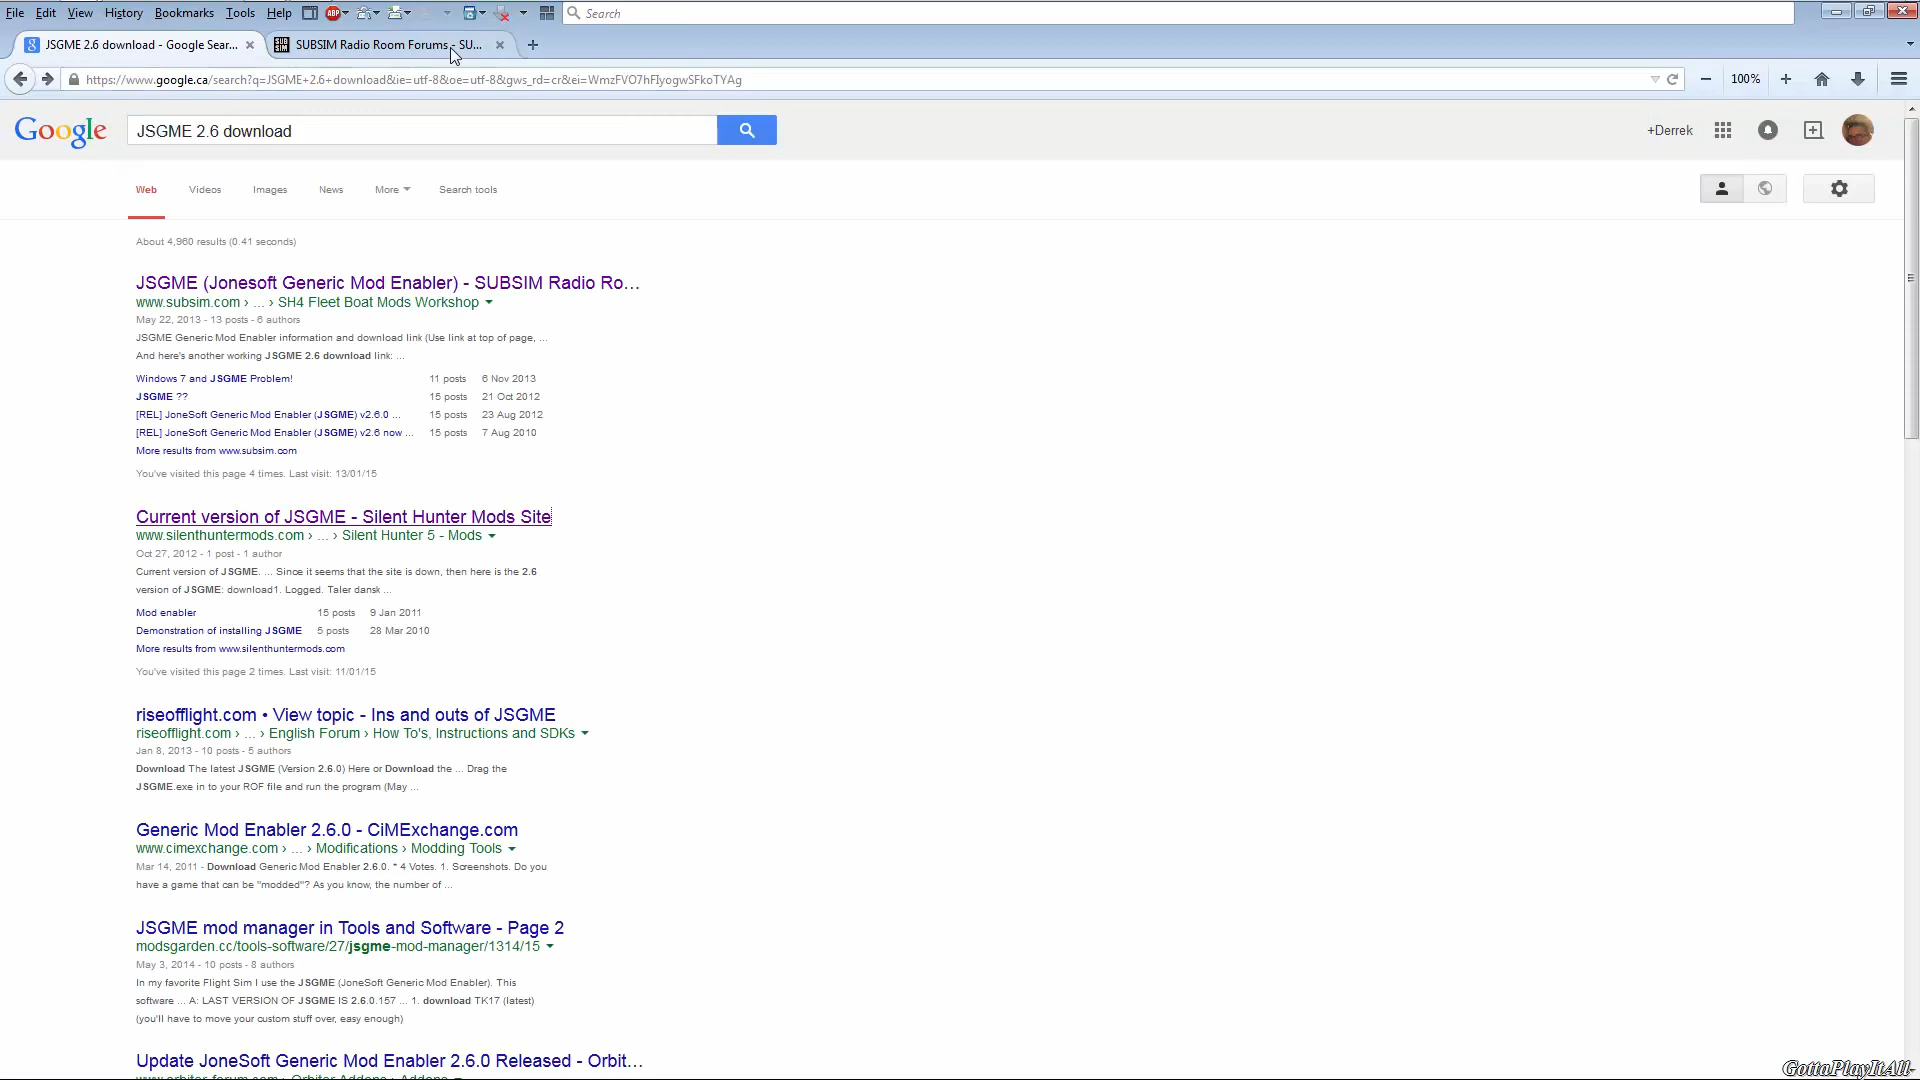 File Edit View History Bookmarks Tools Help ABP Search
JSGME 2.6 download - Google Sear... SUBSIM Radio Room Forums - SU...
https://www.google.ca/search?q=JSGME+2.6+download&ie=utf-8&oe=utf-8&gws_rd=cr&ei=WmzFVO7hFIyogwSFkoTYAg 100%
Google JSGME 2.6 download +Derrek
Web Videos Images News More Search tools
About 4,960 results (0.41 seconds)
JSGME (Jonesoft Generic Mod Enabler) - SUBSIM Radio Ro...
www.subsim.com › ... › SH4 Fleet Boat Mods Workshop
May 22, 2013 - 13 posts - 6 authors
JSGME Generic Mod Enabler information and download link (Use link at top of page, ...
And here's another working JSGME 2.6 download link: ...
Windows 7 and JSGME Problem! 11 posts 6 Nov 2013
JSGME ?? 15 posts 21 Oct 2012
[REL] JoneSoft Generic Mod Enabler (JSGME) v2.6.0 ... 15 posts 23 Aug 2012
[REL] JoneSoft Generic Mod Enabler (JSGME) v2.6 now ... 15 posts 7 Aug 2010
More results from www.subsim.com
You've visited this page 4 times. Last visit: 13/01/15
Current version of JSGME - Silent Hunter Mods Site
www.silenthuntermods.com › ... › Silent Hunter 5 - Mods
Oct 27, 2012 - 1 post - 1 author
Current version of JSGME. ... Since it seems that the site is down, then here is the 2.6
version of JSGME: download1. Logged. Taler dansk ...
Mod enabler 15 posts 9 Jan 2011
Demonstration of installing JSGME 5 posts 28 Mar 2010
More results from www.silenthuntermods.com
You've visited this page 2 times. Last visit: 11/01/15
riseofflight.com • View topic - Ins and outs of JSGME
riseofflight.com › ... › English Forum › How To's, Instructions and SDKs
Jan 8, 2013 - 10 posts - 5 authors
Download The latest JSGME (Version 2.6.0) Here or Download the ... Drag the
JSGME.exe in to your ROF file and run the program (May ...
Generic Mod Enabler 2.6.0 - CiMExchange.com
www.cimexchange.com › ... › Modifications › Modding Tools
Mar 14, 2011 - Download Generic Mod Enabler 2.6.0. * 4 Votes. 1. Screenshots. Do you
have a game that can be "modded"? As you know, the number of ...
JSGME mod manager in Tools and Software - Page 2
modsgarden.cc/tools-software/27/jsgme-mod-manager/1314/15
May 3, 2014 - 10 posts - 8 authors
In my favorite Flight Sim I use the JSGME (JoneSoft Generic Mod Enabler). This
software ... A: LAST VERSION OF JSGME IS 2.6.0.157 ... 1. download TK17 (latest)
(you'll have to move your custom stuff over, easy enough)
Update JoneSoft Generic Mod Enabler 2.6.0 Released - Orbit...
www.orbiter-forum.com › Orbiter Addons › Addons
GottaPlayItAll